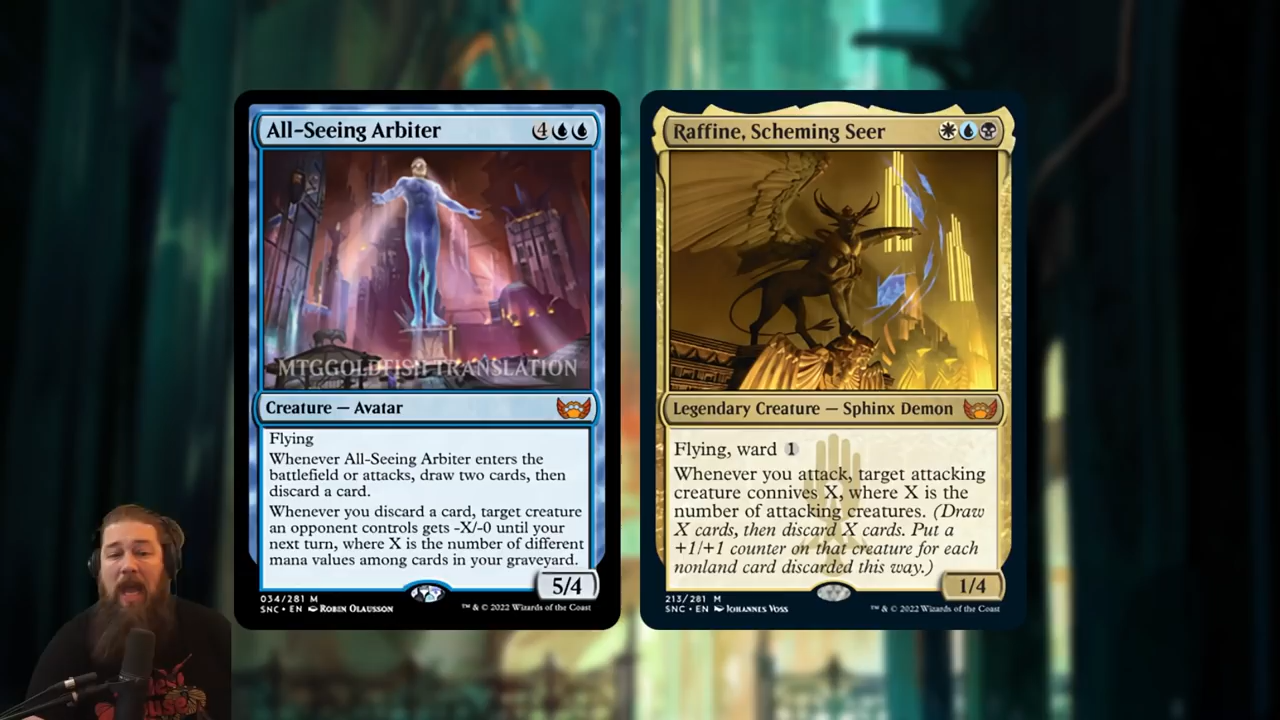 All-Seeing Arbiter 4
MTGGOLDFISH TRANSLATION
Creature — Avatar
Flying
Whenever All-Seeing Arbiter enters the
battlefield or attacks, draw two cards, then
discard a card.
Whenever you discard a card, target creature
an opponent controls gets -X/-0 until your
next turn, where X is the number of different
mana values among cards in your graveyard.
5/4
034/281 M
SNC • EN Robin Olausson
™ & © 2022 Wizards of the Coast
Raffine, Scheming Seer
Legendary Creature — Sphinx Demon
Flying, ward 1
Whenever you attack, target attacking
creature connives X, where X is the
number of attacking creatures. (Draw
X cards, then discard X cards. Put a
+1/+1 counter on that creature for each
nonland card discarded this way.)
1/4
213/281 M
SNC • EN Johannes Voss
™ & © 2022 Wizards of the Coast